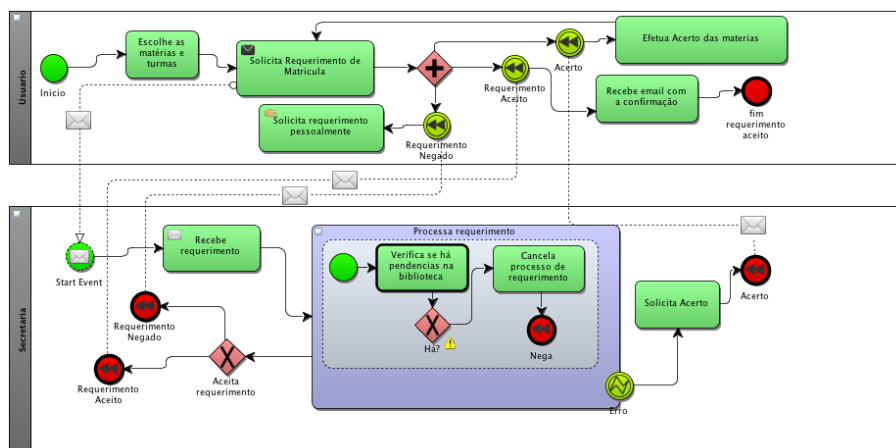 Usuario
Inicio
Escolhe as
matérias e
turmas
Solicita Requerimento de
Matricula
Solicita requerimento
pessoalmente
Requerimento
Negado
Requerimento
Aceito
Acerto
Efetua Acerto das materias
Recebe email com
a confirmação
fim
requerimento
aceito
Secretaria
Start Event
Recebe
requerimento
Requerimento
Negado
Requerimento
Aceito
Aceita
requerimento
Processa requerimento
Verifica se há
pendencias na
biblioteca
Há?
Cancela
processo de
requerimento
Nega
Erro
Solicita Acerto
Acerto